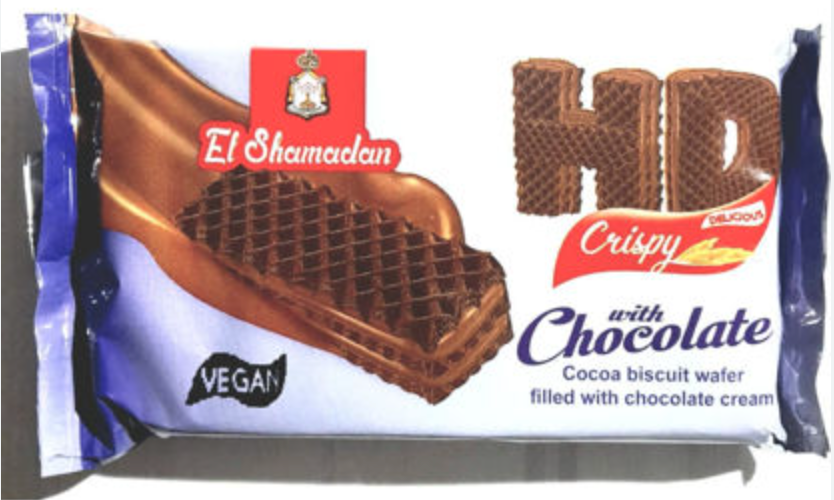 El Shamadan
HD
DELICIOUS
Crispy
with
Chocolate
Cocoa biscuit wafer
filled with chocolate cream
VEGAN